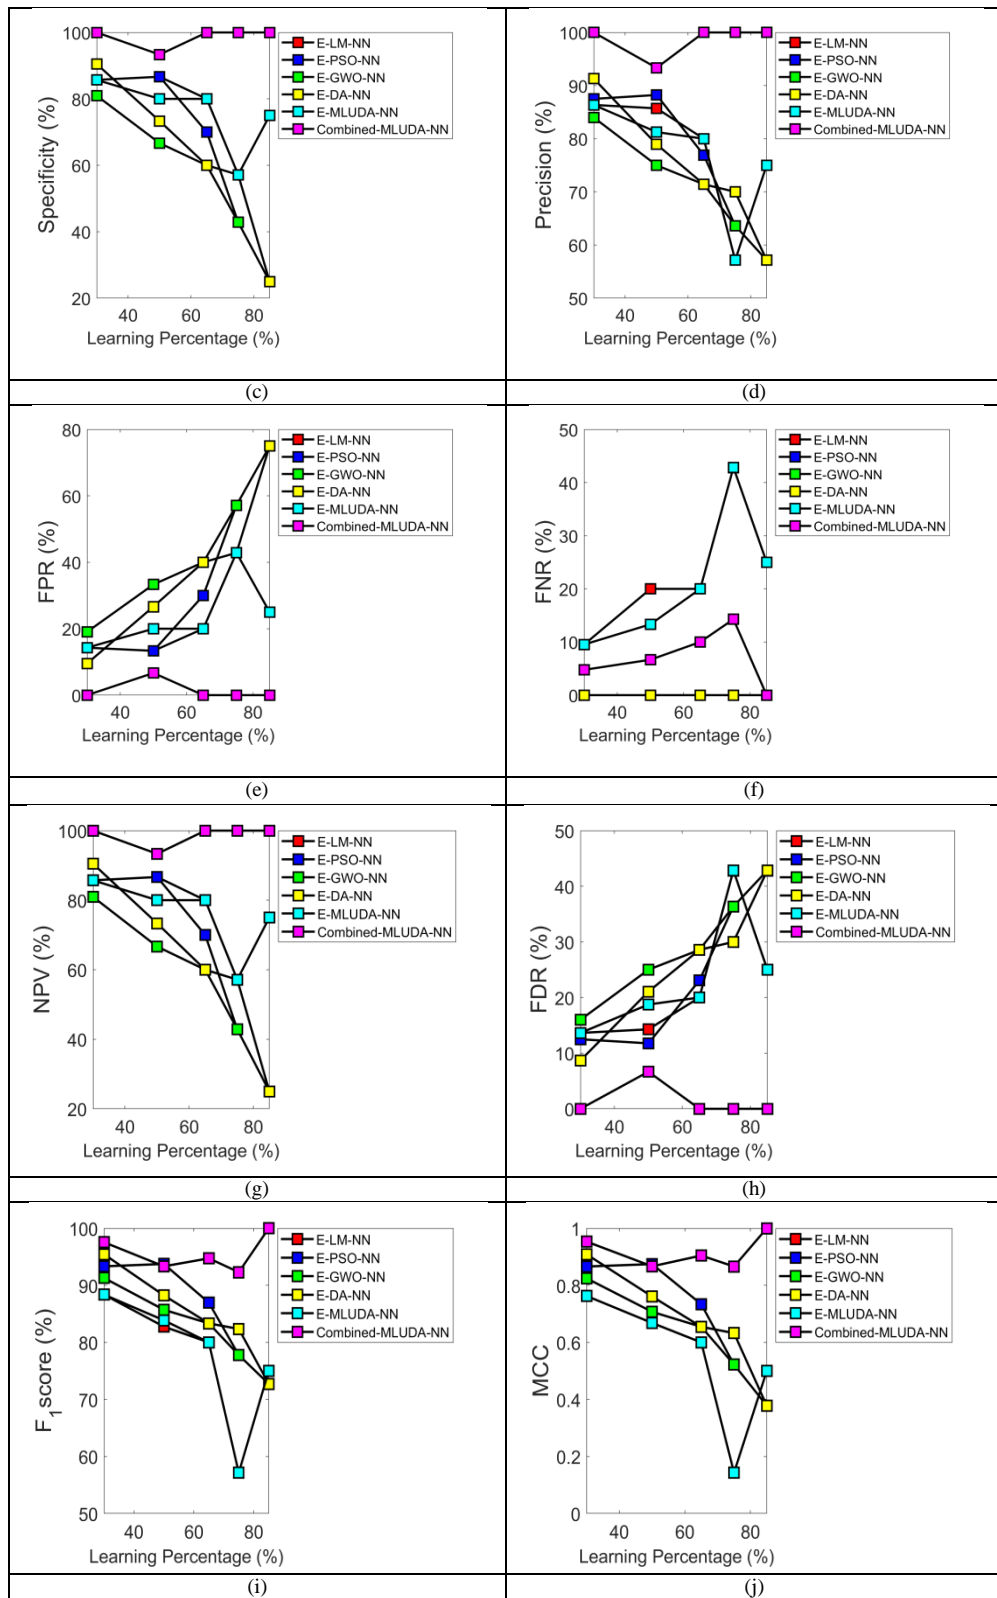 100
80
60
40
20
Specificity (%)
40 60 80
Learning Percentage (%)
E-LM-NN
E-PSO-NN
E-GWO-NN
E-DA-NN
E-MLUDA-NN
Combined-MLUDA-NN
(c)
100
90
80
70
60
50
Precision (%)
40 60 80
Learning Percentage (%)
E-LM-NN
E-PSO-NN
E-GWO-NN
E-DA-NN
E-MLUDA-NN
Combined-MLUDA-NN
(d)
80
60
40
20
0
FPR (%)
40 60 80
Learning Percentage (%)
E-LM-NN
E-PSO-NN
E-GWO-NN
E-DA-NN
E-MLUDA-NN
Combined-MLUDA-NN
(e)
50
40
30
20
10
0
FNR (%)
40 60 80
Learning Percentage (%)
E-LM-NN
E-PSO-NN
E-GWO-NN
E-DA-NN
E-MLUDA-NN
Combined-MLUDA-NN
(f)
100
80
60
40
20
NPV (%)
40 60 80
Learning Percentage (%)
E-LM-NN
E-PSO-NN
E-GWO-NN
E-DA-NN
E-MLUDA-NN
Combined-MLUDA-NN
(g)
50
40
30
20
10
0
FDR (%)
40 60 80
Learning Percentage (%)
E-LM-NN
E-PSO-NN
E-GWO-NN
E-DA-NN
E-MLUDA-NN
Combined-MLUDA-NN
(h)
100
90
80
70
60
50
F1score (%)
40 60 80
Learning Percentage (%)
E-LM-NN
E-PSO-NN
E-GWO-NN
E-DA-NN
E-MLUDA-NN
Combined-MLUDA-NN
(i)
1
0.8
0.6
0.4
0.2
0
MCC
40 60 80
Learning Percentage (%)
E-LM-NN
E-PSO-NN
E-GWO-NN
E-DA-NN
E-MLUDA-NN
Combined-MLUDA-NN
(j)